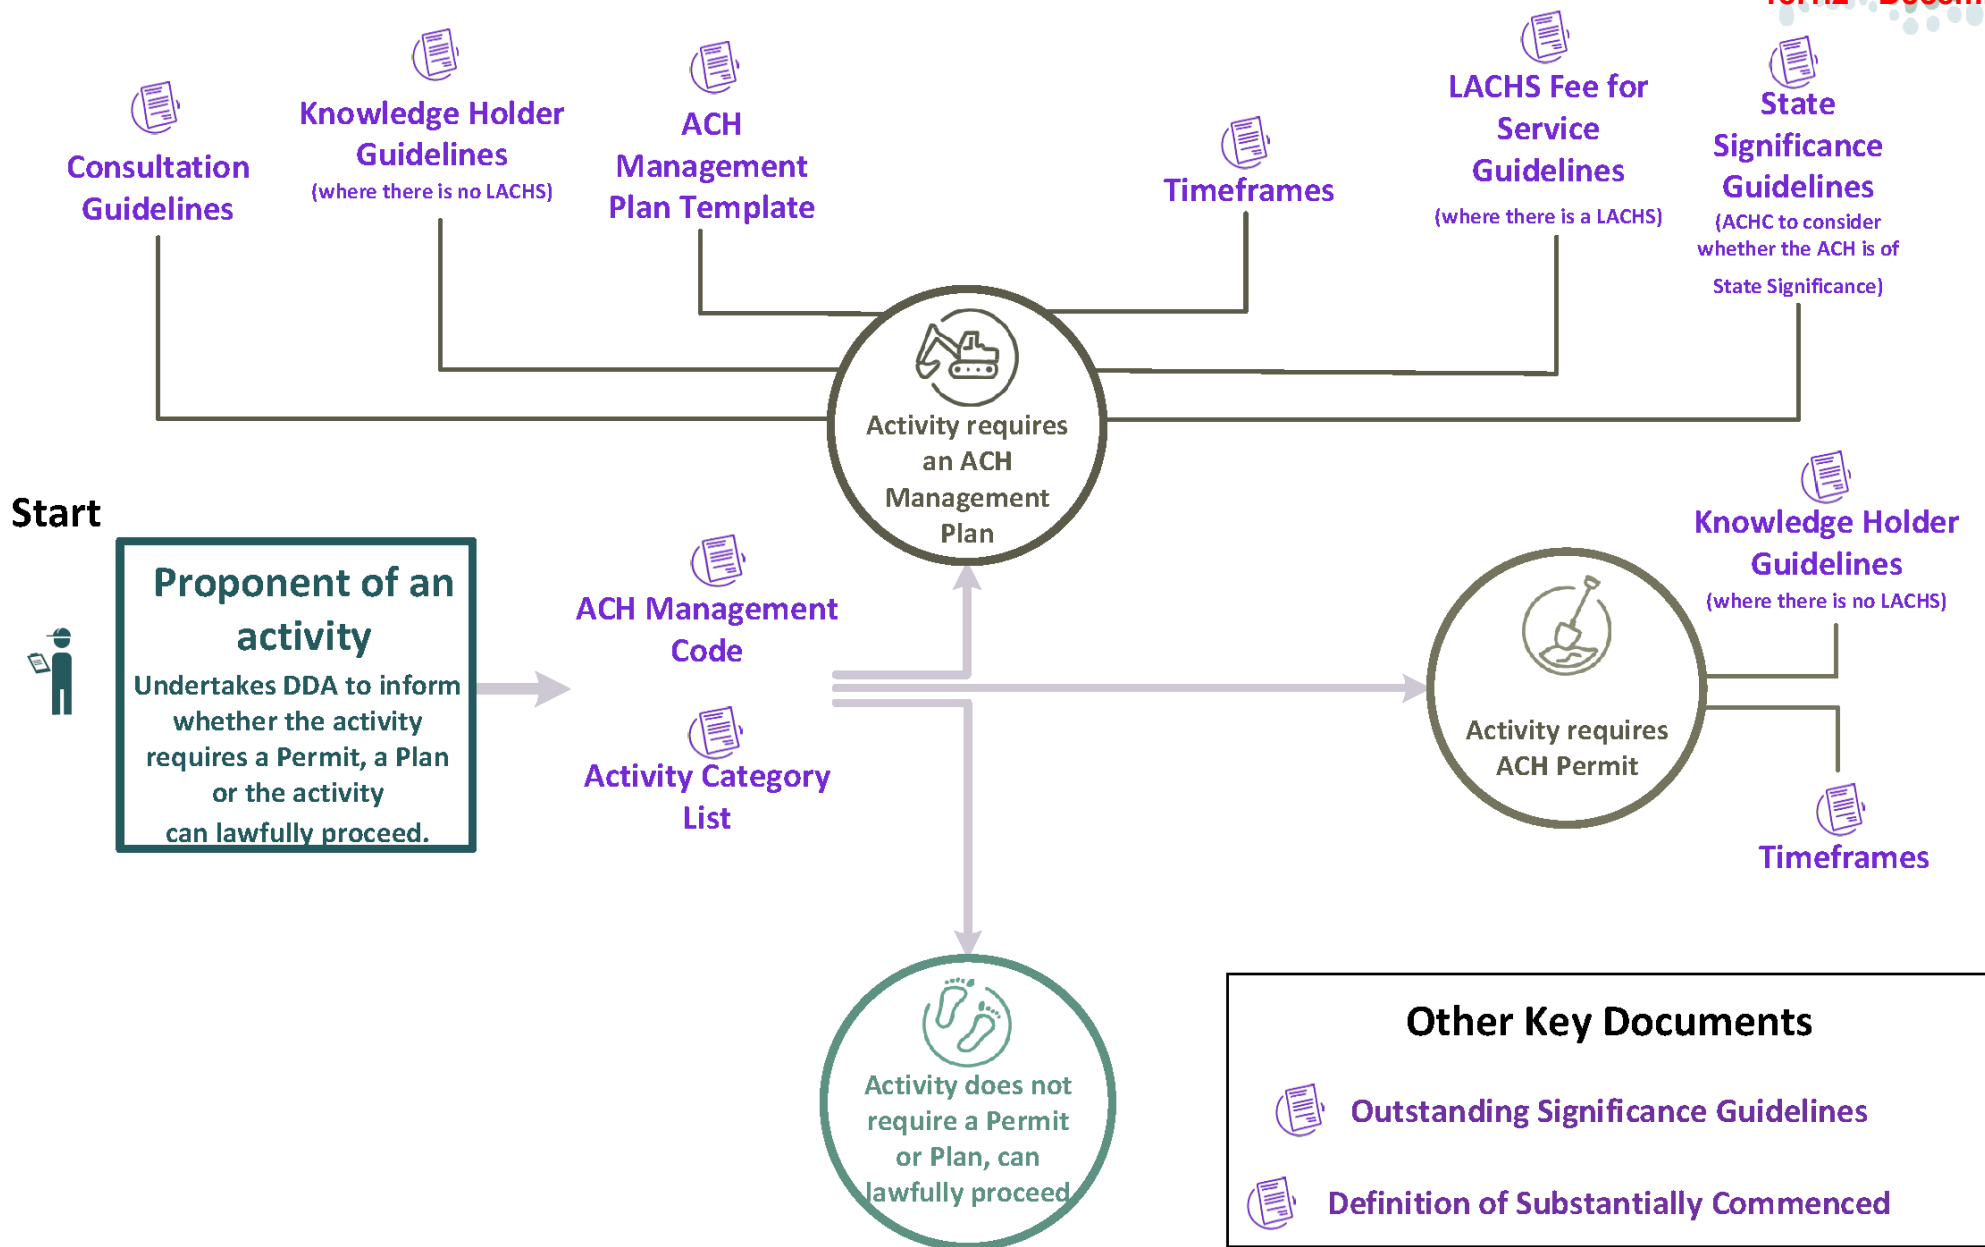 Consultation
Guidelines
Knowledge Holder
Guidelines
(where there is no LACHS)
ACH
Management
Plan Template
Timeframes
LACHS Fee for
Service
Guidelines
(where there is a LACHS)
State
Significance
Guidelines
(ACHC to consider
whether the ACH is of
State Significance)
Activity requires
an ACH
Management
Plan
Start
Proponent of an
activity
Undertakes DDA to inform
whether the activity
requires a Permit, a Plan
or the activity
can lawfully proceed.
ACH Management
Code
Activity Category
List
Activity requires
ACH Permit
Knowledge Holder
Guidelines
(where there is no LACHS)
Timeframes
Activity does not
require a Permit
or Plan, can
lawfully proceed
Other Key Documents
Outstanding Significance Guidelines
Definition of Substantially Commenced